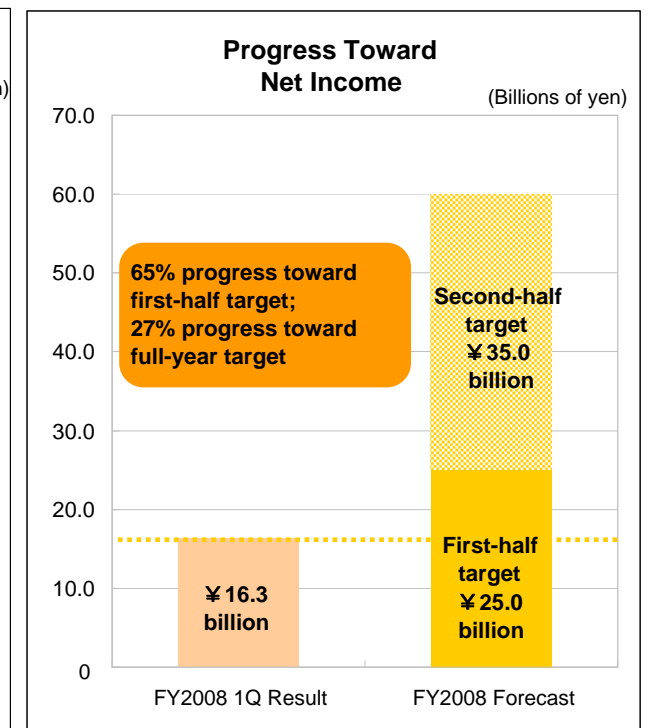 Progress Toward
Net Income
n)
(Billions of yen)
70.0
60.0
50.0
40.0
30.0
20.0
10.0
0
65% progress toward
first-half target;
27% progress toward
full-year target
Second-half
target
¥35.0
billion
First-half
target
¥25.0
billion
¥16.3
billion
FY2008 1Q Result
FY2008 Forecast